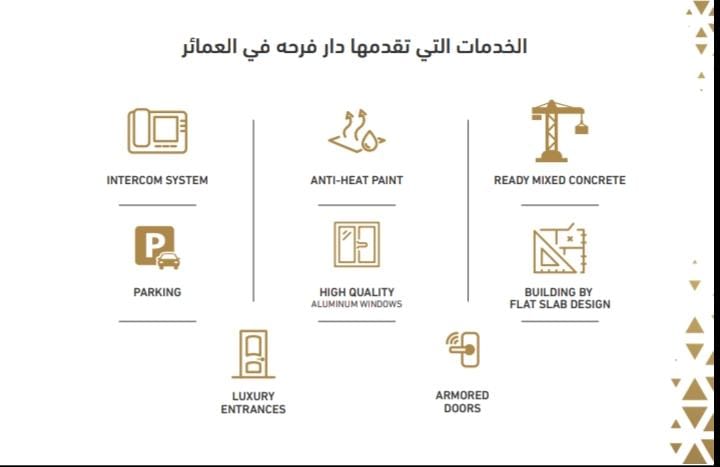 الخدمات التي تقدمها دار فرحه في العمائر
INTERCOM SYSTEM
ANTI-HEAT PAINT
READY MIXED CONCRETE
P
PARKING
HIGH QUALITY
ALUMINUM WINDOWS
BUILDING BY
FLAT SLAB DESIGN
LUXURY
ENTRANCES
ARMORED
DOORS